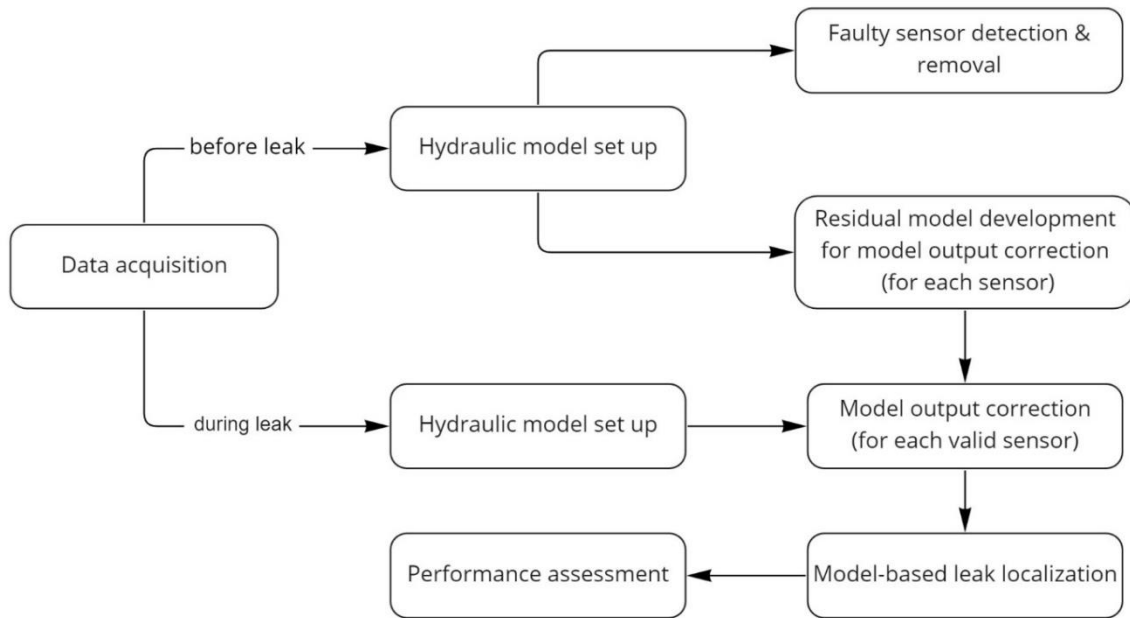 Faulty sensor detection &
removal
before leak
Hydraulic model set up
Residual model development
for model output correction
(for each sensor)
Data acquisition
during leak
Hydraulic model set up
Model output correction
(for each valid sensor)
Performance assessment
Model-based leak localization